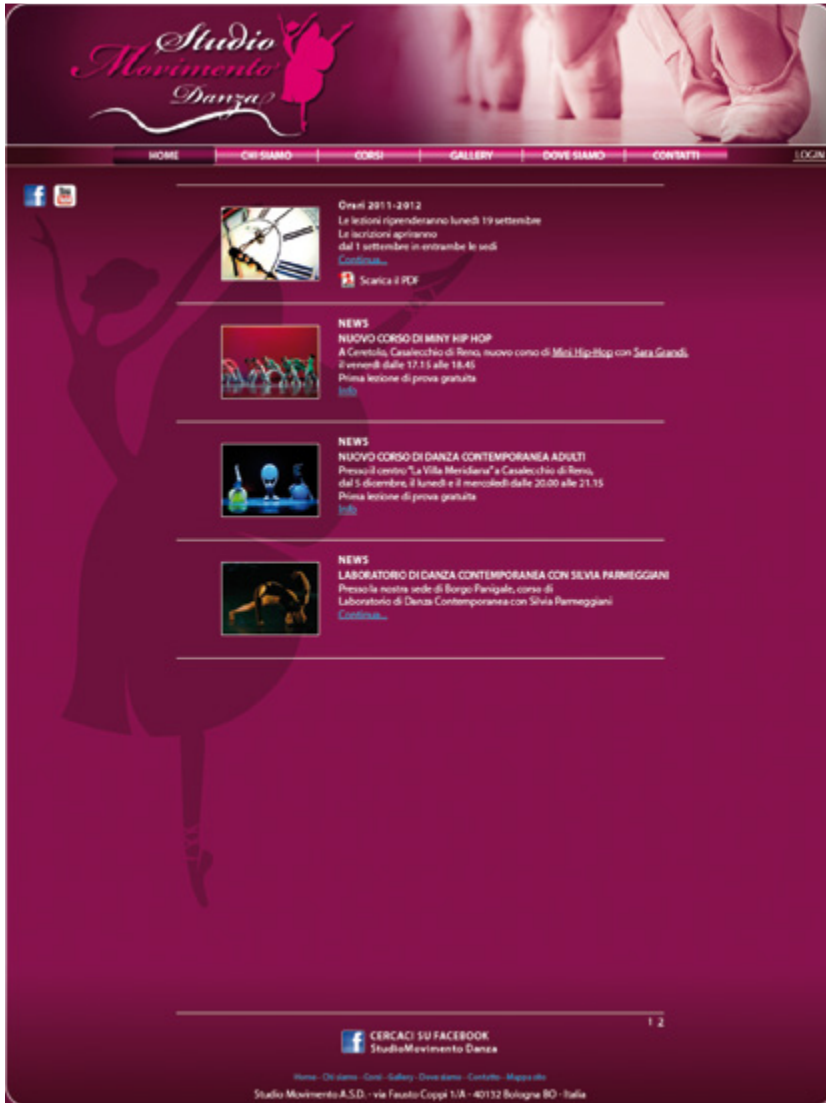 Studio
Movimento
Danza
HOME CHI SIAMO CORSI GALLERY DOVE SIAMO CONTATTI LOGIN
Orari 2011-2012
Le lezioni riprenderanno lunedì 19 settembre
Le iscrizioni apriranno
dal 1 settembre in entrambe le sedi
Continua...
Scarica il PDF
NEWS
NUOVO CORSO DI MINY HIP HOP
A Ceretolo, Casalecchio di Reno, nuovo corso di Mini Hip-Hop con Sara Grandi,
il venerdì dalle 17.15 alle 18.45
Prima lezione di prova gratuita
Info
NEWS
NUOVO CORSO DI DANZA CONTEMPORANEA ADULTI
Presso il centro "La Villa Meridiana" a Casalecchio di Reno,
dal 5 dicembre, il lunedì e il mercoledì dalle 20.00 alle 21.15
Prima lezione di prova gratuita
Info
NEWS
LABORATORIO DI DANZA CONTEMPORANEA CON SILVIA PARMEGGIANI
Presso la nostra sede di Borgo Panigale, corso di
Laboratorio di Danza Contemporanea con Silvia Parmeggiani
Continua...
1 2
CERCACI SU FACEBOOK
StudioMovimento Danza
Home - Chi siamo - Corsi - Gallery - Dove siamo - Contatto - Mappa sito
Studio Movimento A.S.D. - via Fausto Coppi 1/A - 40132 Bologna BO - Italia